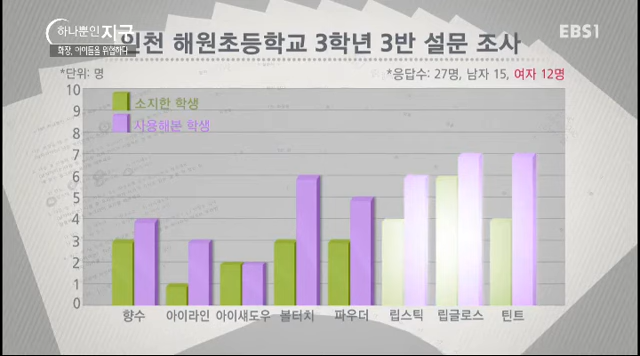 하나뿐인 지구
화장, 아이들을 위협하다
EBS1
인천 해원초등학교 3학년 3반 설문 조사
*단위: 명
*응답수: 27명, 남자 15, 여자 12명
소지한 학생
사용해본 학생
10
9
8
7
6
5
4
3
2
1
0
향수 아이라인 아이섀도우 볼터치 파우더 립스틱 립글로스 틴트